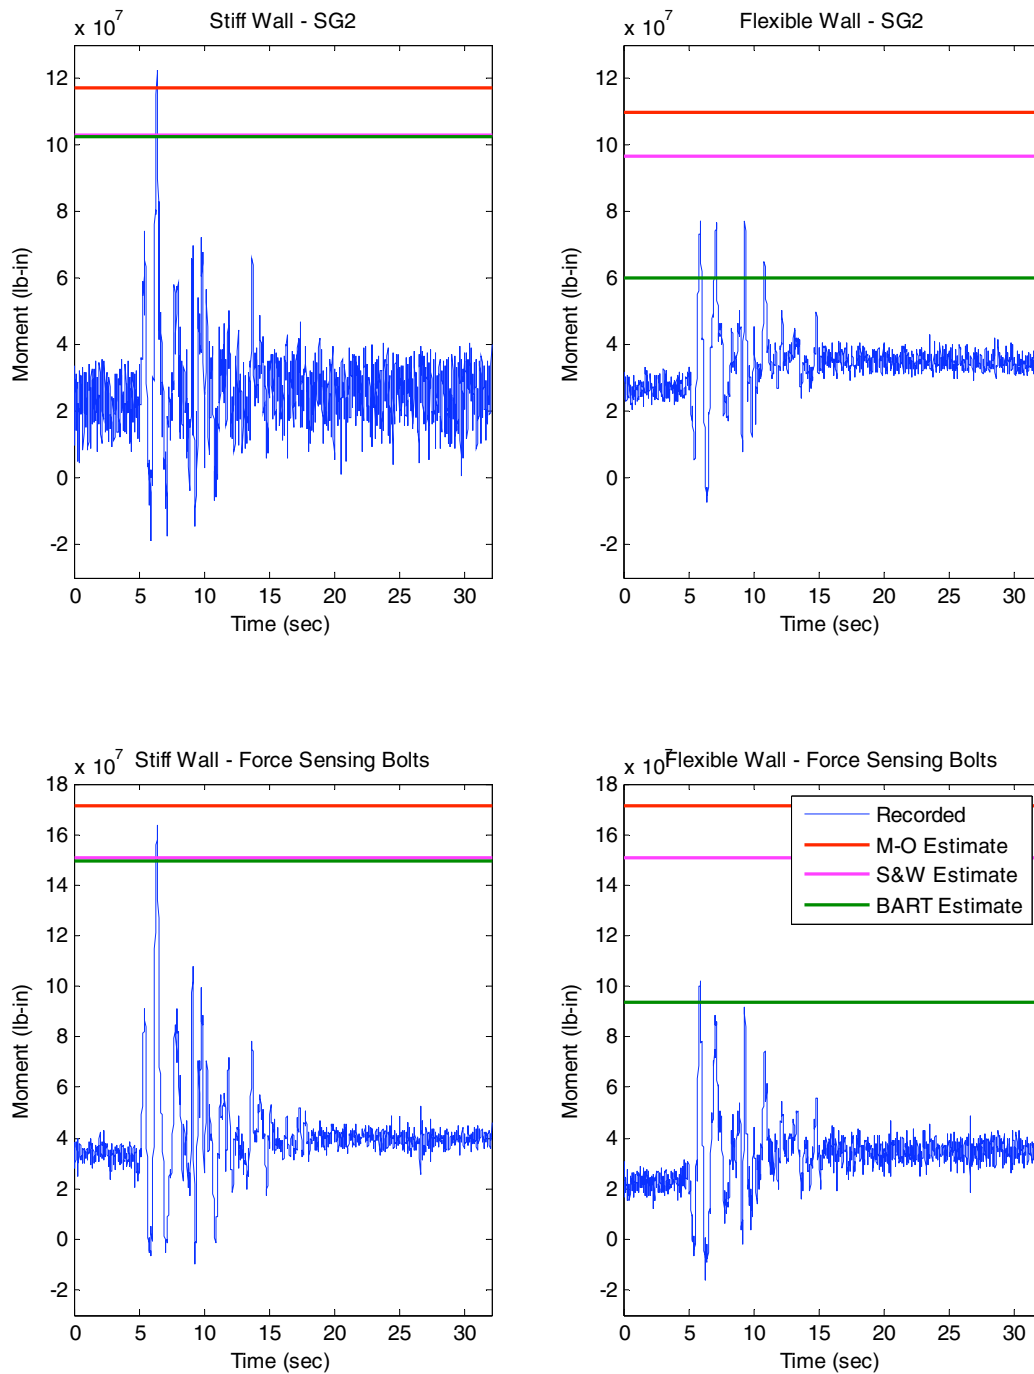 Stiff Wall - SG2
x 10^7
12
10
8
6
4
2
0
-2
Moment (lb-in)
0 5 10 15 20 25 30
Time (sec)
Flexible Wall - SG2
x 10^7
12
10
8
6
4
2
0
-2
Moment (lb-in)
0 5 10 15 20 25 30
Time (sec)
Stiff Wall - Force Sensing Bolts
x 10^7
18
16
14
12
10
8
6
4
2
0
-2
Moment (lb-in)
0 5 10 15 20 25 30
Time (sec)
Flexible Wall - Force Sensing Bolts
x 10^7
18
16
14
12
10
8
6
4
2
0
-2
Moment (lb-in)
Recorded
M-O Estimate
S&W Estimate
BART Estimate
0 5 10 15 20 25 30
Time (sec)